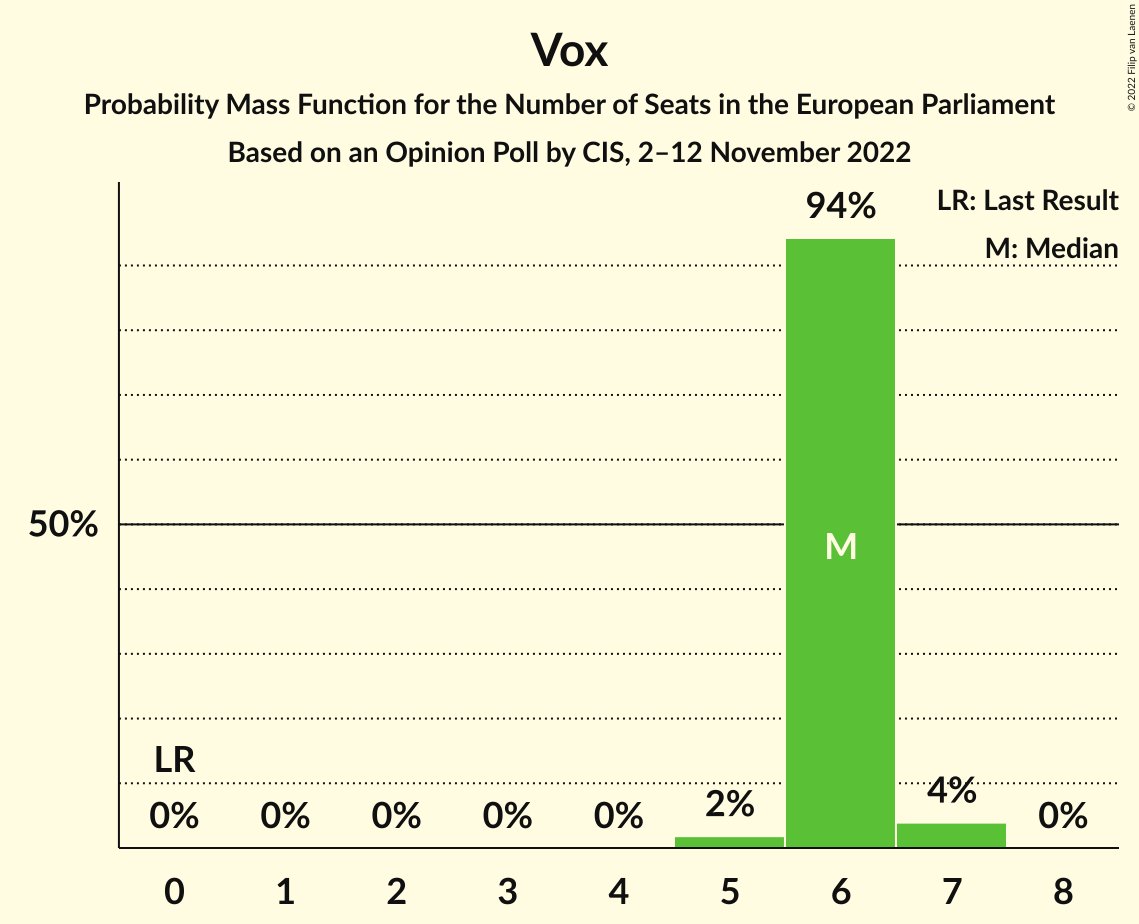 Vox
Probability Mass Function for the Number of Seats in the European Parliament
Based on an Opinion Poll by CIS, 2–12 November 2022
© 2022 Filip van Laenen
LR: Last Result
M: Median
94%
50%
M
LR
0% 0% 0% 0% 0% 2% 4% 0%
0 1 2 3 4 5 6 7 8